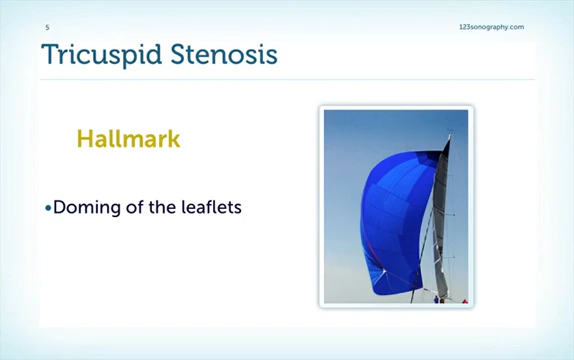 5
123sonography.com
Tricuspid Stenosis
Hallmark
•Doming of the leaflets